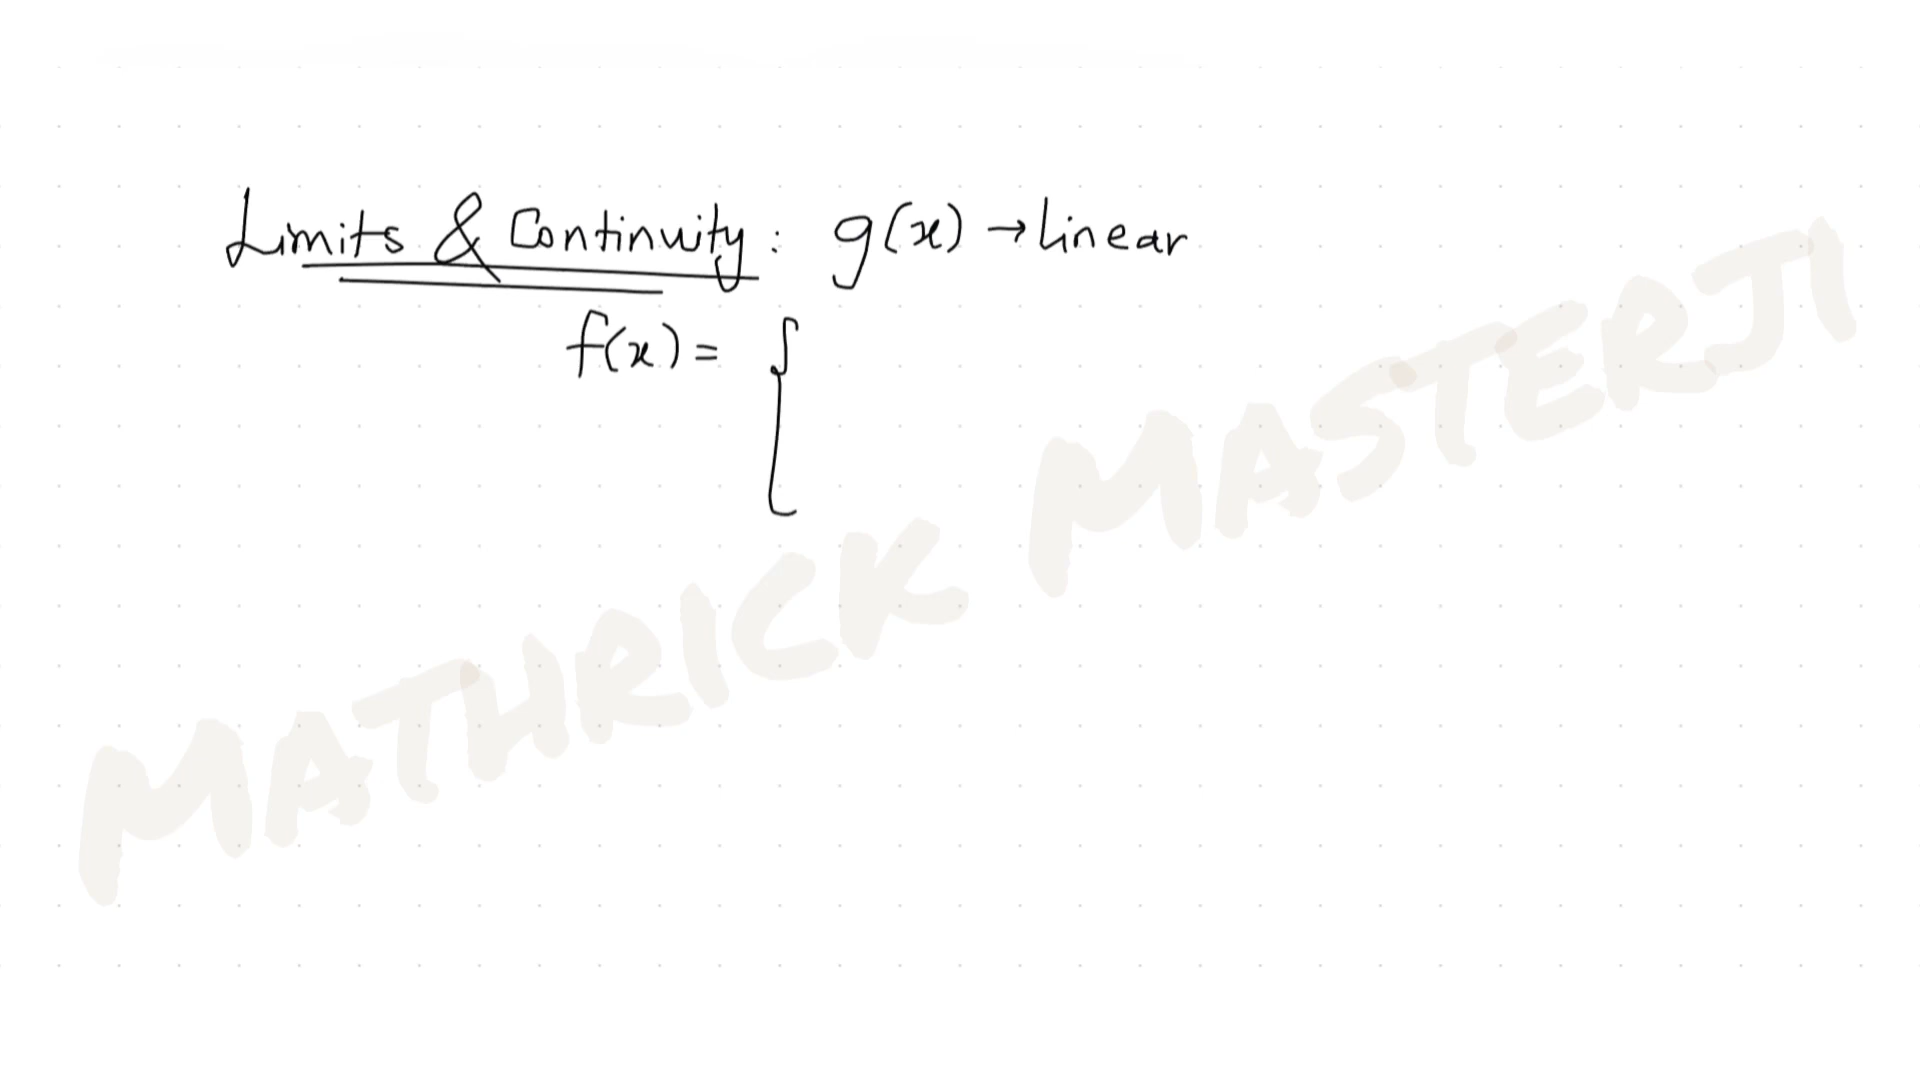 Limits & Continuity: g(x) → Linear
f(x) = {
MATHRICK MASTERJI